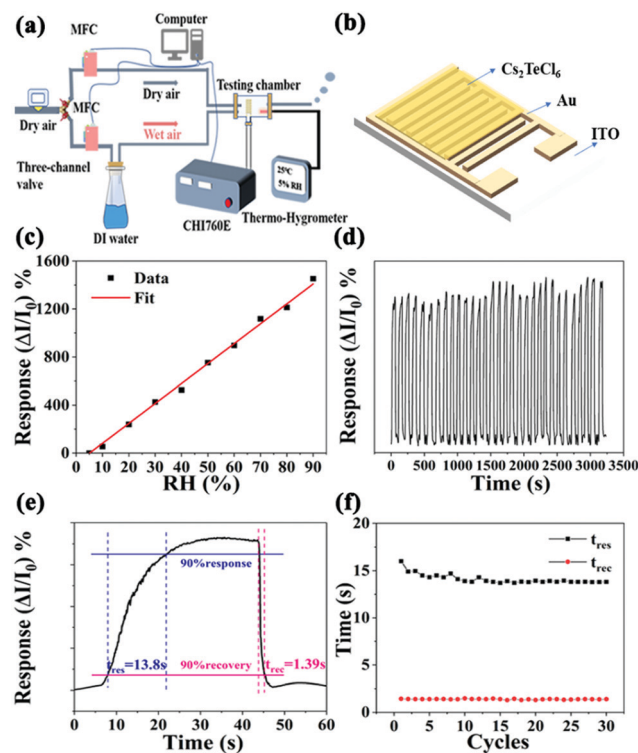 (a)
MFC
Computer
Testing chamber
Dry air
MFC
Dry air
Wet air
Three-channel
valve
DI water
CHI760E
25℃
5% RH
Thermo-Hygrometer
(b)
Cs₂TeCl₆
Au
ITO
(c)
Response (ΔI/I₀) %
1600
1200
800
400
0
Data
Fit
0 10 20 30 40 50 60 70 80 90
RH (%)
(d)
Response (ΔI/I₀) %
0 500 1000 1500 2000 2500 3000 3500
Time (s)
(e)
Response (ΔI/I₀) %
90%response
tres=13.8s
90%recovery
trec=1.39s
0 10 20 30 40 50 60
Time (s)
(f)
Time (s)
20
15
10
5
0
tres
trec
0 5 10 15 20 25 30
Cycles